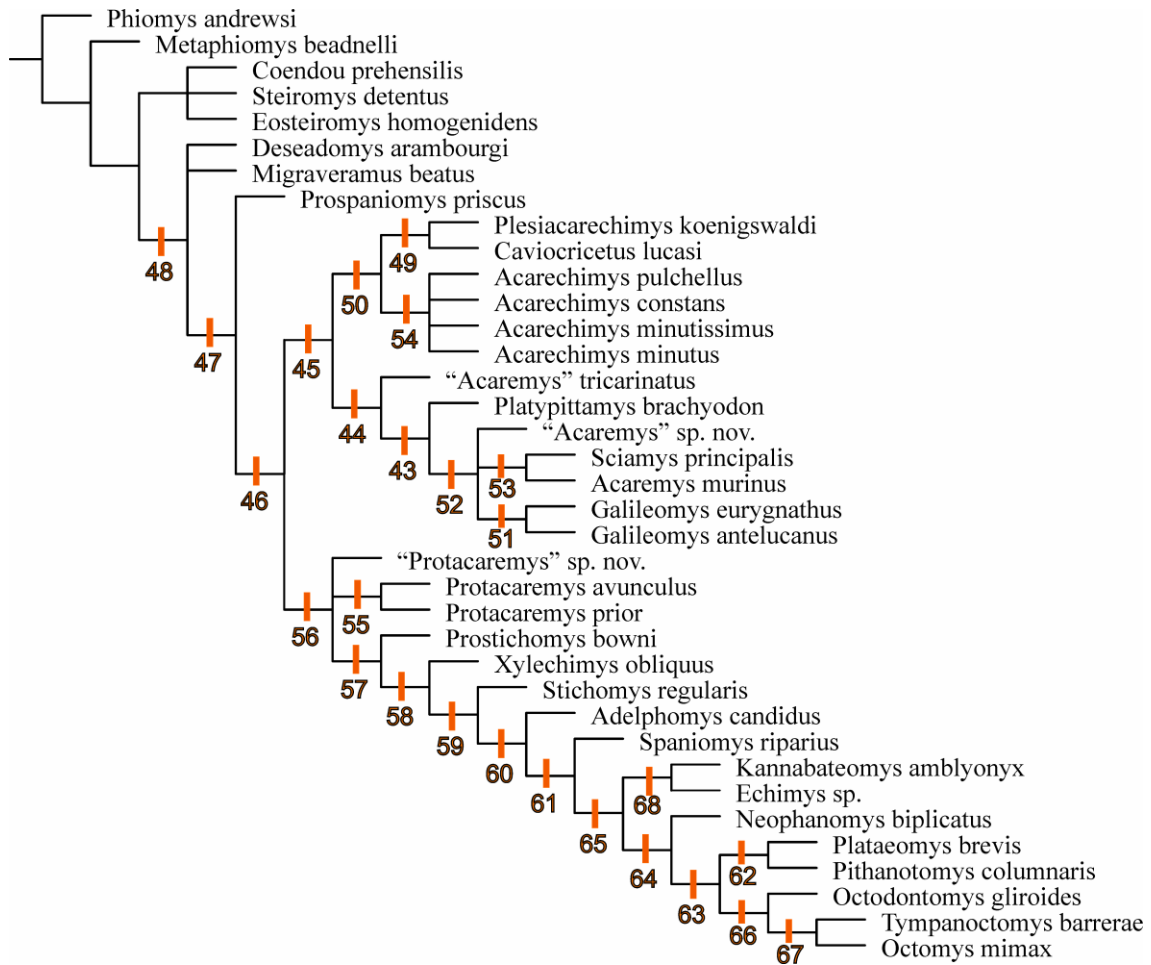 Phiomys andrewsi
Metaphiomys beadnelli
Coendou prehensilis
Steiromys detentus
Eosteiromys homogenidens
Deseadomys arambourgi
Migraveramus beatus
Prospaniomys priscus
Plesiacarechimys koenigswaldi
49
Caviocricetus lucasi
48
Acarechimys pulchellus
50
Acarechimys constans
54
Acarechimys minutissimus
47
Acarechimys minutus
45
"Acaremys" tricarinatus
Platypittamys brachyodon
44
"Acaremys" sp. nov.
43
Sciamys principalis
53
Acaremys murinus
52
46
Galileomys eurygnathus
Galileomys antelucanus
51
"Protacaremys" sp. nov.
Protacaremys avunculus
Protacaremys prior
55
56
Prostichomys bowni
Xylechimys obliquus
57
Stichomys regularis
58
Adelphomys candidus
59
Spaniomys riparius
60
Kannabateomys amblyonyx
61
Echimys sp.
68
Neophanomys biplicatus
65
Plataeomys brevis
Pithanotomys columnaris
62
64
Octodontomys gliroides
63
Tympanoctomys barrerae
66
Octomys mimax
67